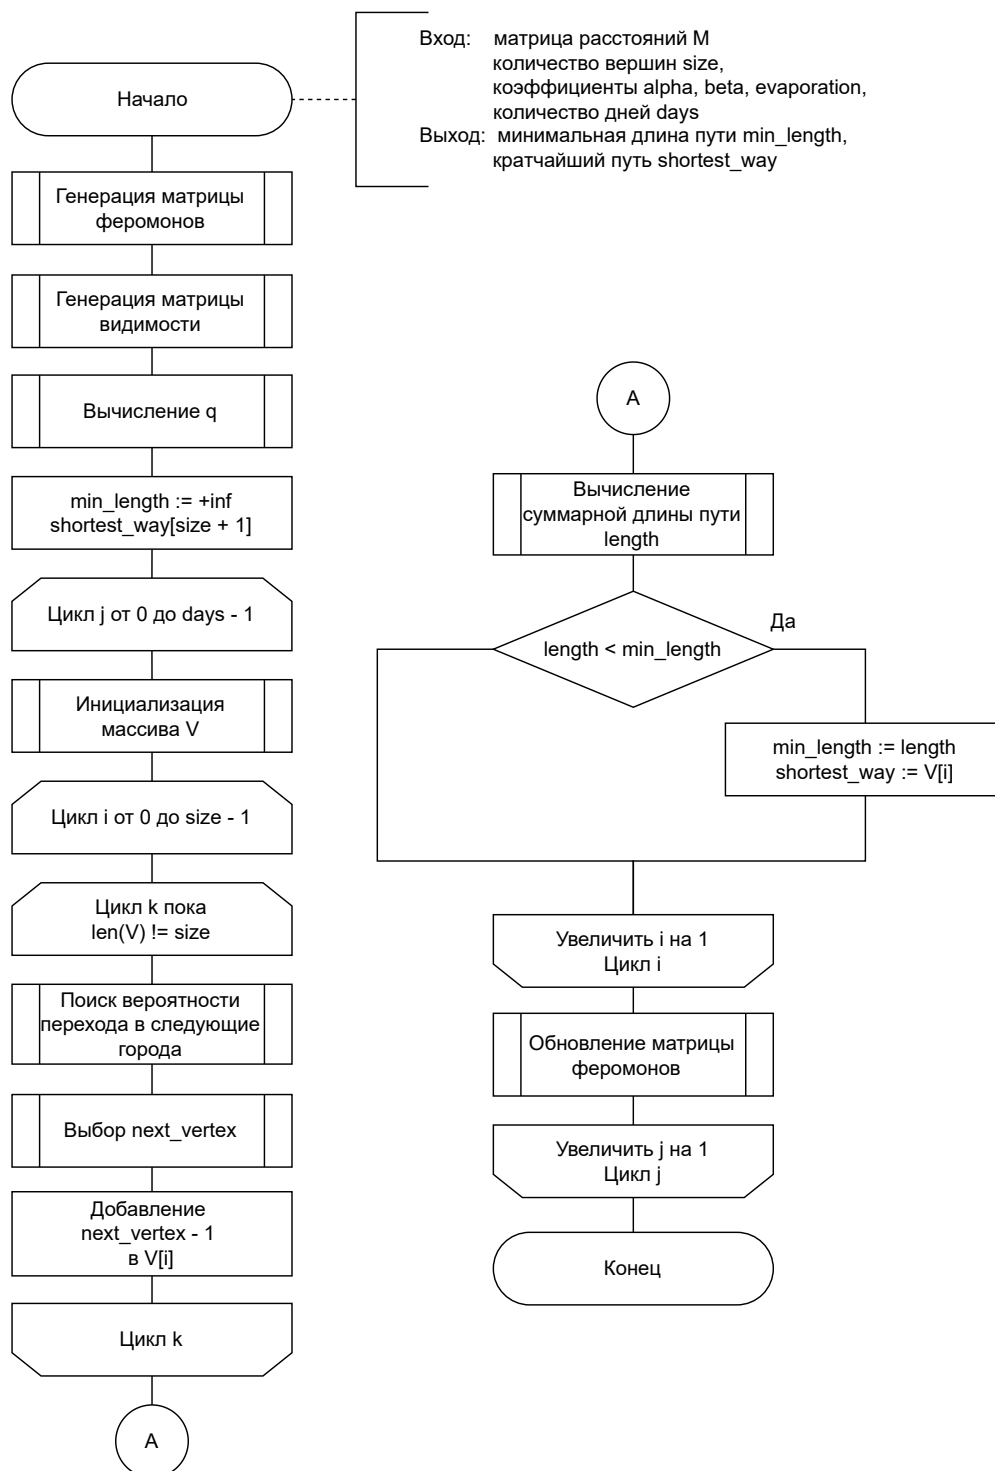 Вход: матрица расстояний M
количество вершин size,
коэффициенты alpha, beta, evaporation,
количество дней days
Выход: минимальная длина пути min_length,
кратчайший путь shortest_way
Начало
Генерация матрицы
феромонов
Генерация матрицы
видимости
Вычисление q
min_length := +inf
shortest_way[size + 1]
Цикл j от 0 до days - 1
Инициализация
массива V
Цикл i от 0 до size - 1
Цикл k пока
len(V) != size
Поиск вероятности
перехода в следующие
города
Выбор next_vertex
Добавление
next_vertex - 1
в V[i]
Цикл k
A
A
Вычисление
суммарной длины пути
length
length < min_length
Да
min_length := length
shortest_way := V[i]
Увеличить i на 1
Цикл i
Обновление матрицы
феромонов
Увеличить j на 1
Цикл j
Конец